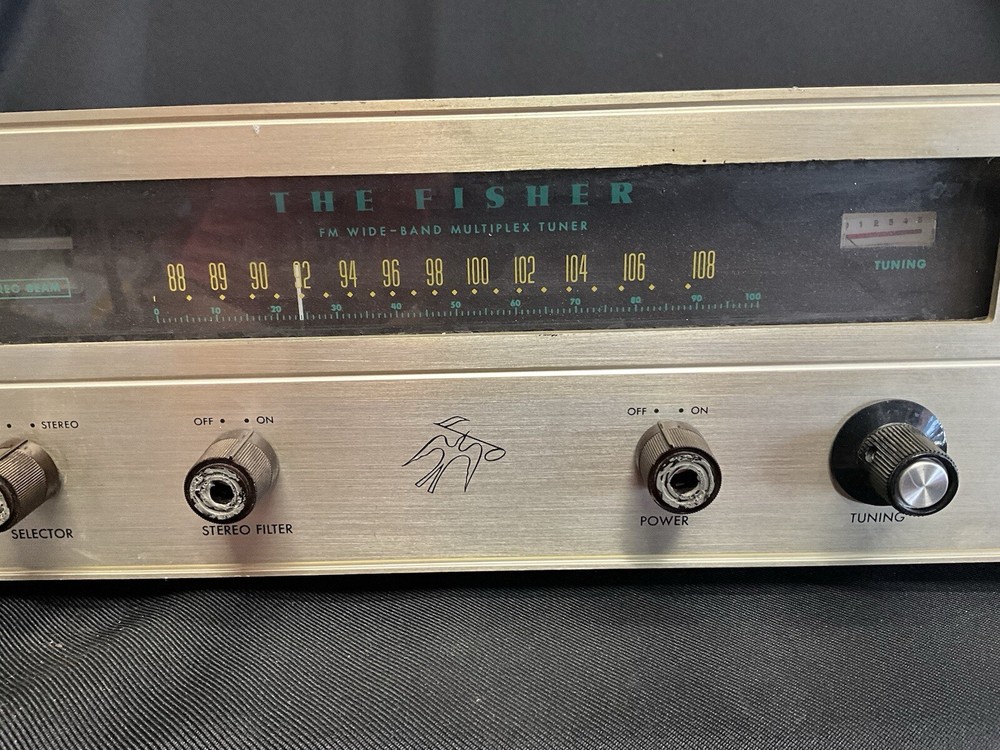 THE FISHER
FM WIDE-BAND MULTIPLEX TUNER
88 89 90 92 94 96 98 100 102 104 106 108
BEAM
TUNING
0 10 20 30 40 50 60 70 80 90 100
STEREO
OFF • • ON
OFF • • ON
SELECTOR
STEREO FILTER
POWER
TUNING